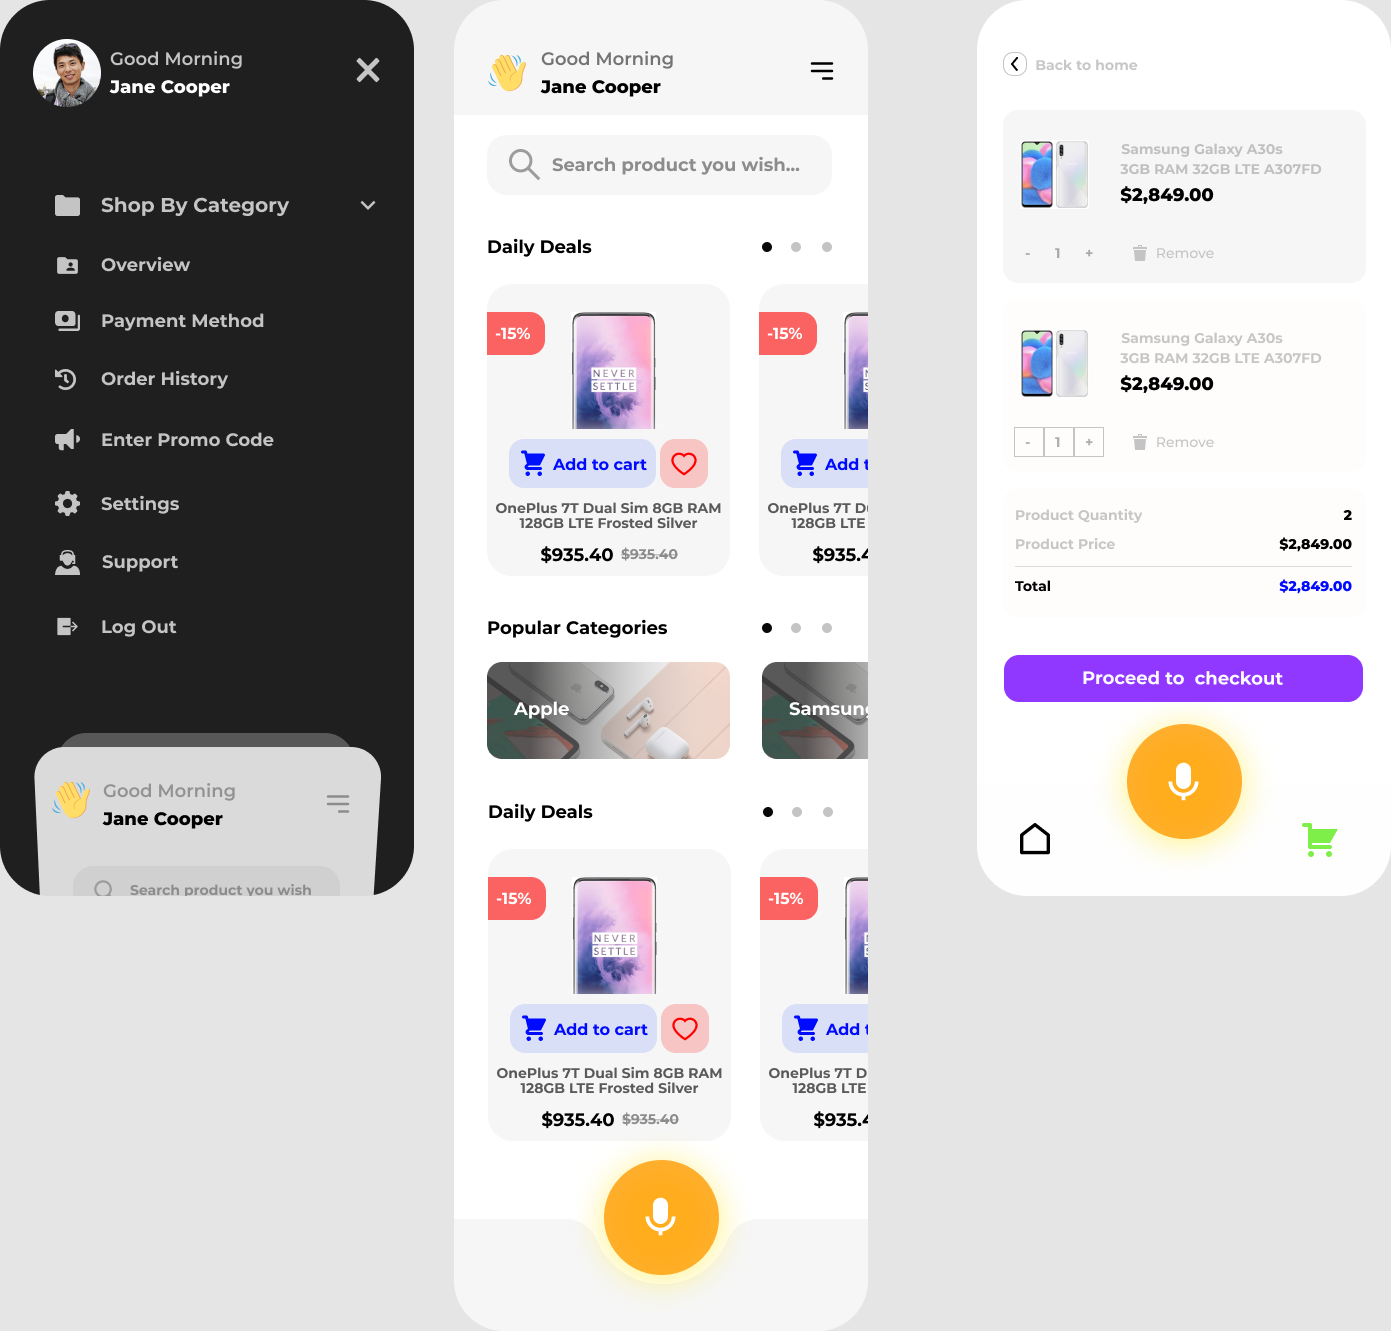 Good Morning
Jane Cooper
Shop By Category
Overview
Payment Method
Order History
Enter Promo Code
Settings
Support
Log Out
Good Morning
Jane Cooper
Search product you wish
Good Morning
Jane Cooper
Search product you wish...
Daily Deals
-15%
NEVER
SETTLE
Add to cart
OnePlus 7T Dual Sim 8GB RAM
128GB LTE Frosted Silver
$935.40 $935.40
-15%
Add t
OnePlus 7T D
128GB LTE
$935.4
Popular Categories
Apple
Samsung
Daily Deals
-15%
NEVER
SETTLE
Add to cart
OnePlus 7T Dual Sim 8GB RAM
128GB LTE Frosted Silver
$935.40 $935.40
-15%
Add t
OnePlus 7T D
128GB LTE
$935.4
Back to home
Samsung Galaxy A30s
3GB RAM 32GB LTE A307FD
$2,849.00
- 1 + Remove
Samsung Galaxy A30s
3GB RAM 32GB LTE A307FD
$2,849.00
- 1 + Remove
Product Quantity 2
Product Price $2,849.00
Total $2,849.00
Proceed to checkout